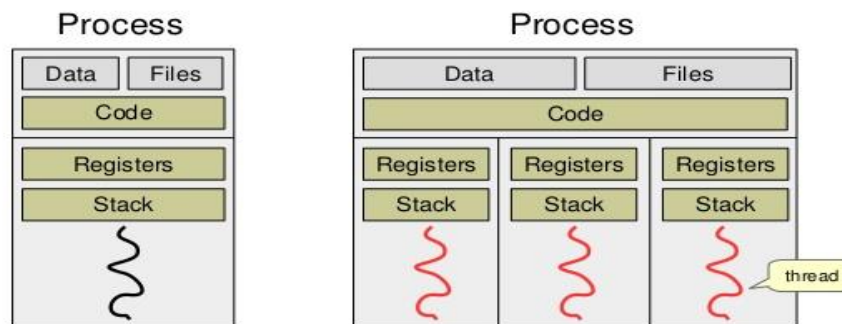 Process
Data Files
Code
Registers
Stack
Process
Data Files
Code
Registers Registers Registers
Stack Stack Stack
thread